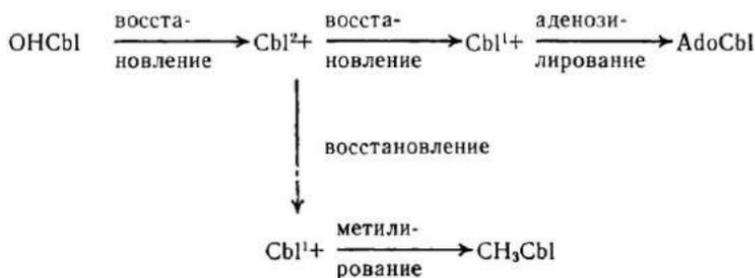 восста- восста- аденози-
OHCbl Cbl²+ Cbl¹+ AdoCbl
новление новление лирование
восстановление
метили-
Cbl¹+ CH₃Cbl
рование